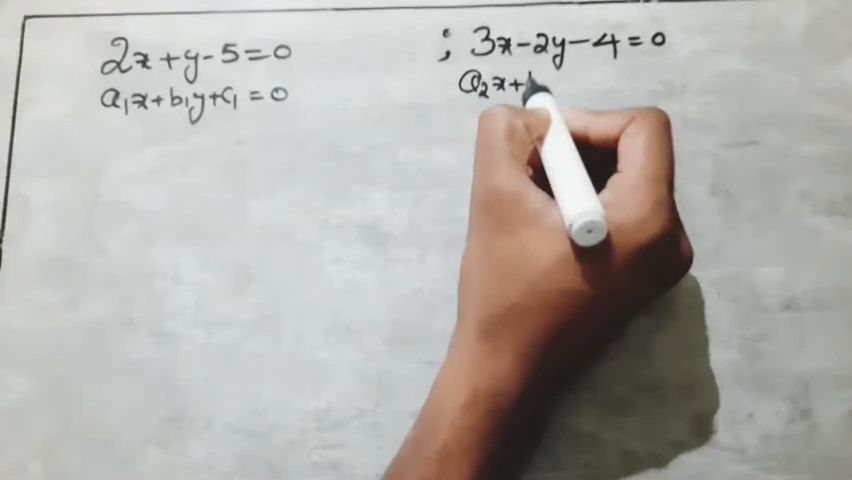 2x+y-5=0 ; 3x-2y-4=0
a₁x+b₁y+c₁=0 a₂x+